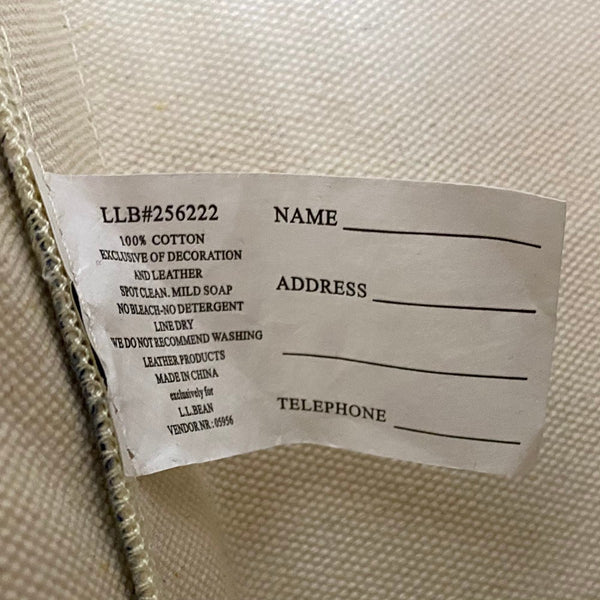 LLB#256222
100% COTTON
EXCLUSIVE OF DECORATION
AND LEATHER
SPOT CLEAN. MILD SOAP
NO BLEACH-NO DETERGENT
LINE DRY
WE DO NOT RECOMMEND WASHING
LEATHER PRODUCTS
MADE IN CHINA
exclusively for
L.L.BEAN
VENDOR NR.: 05956
NAME
ADDRESS
TELEPHONE